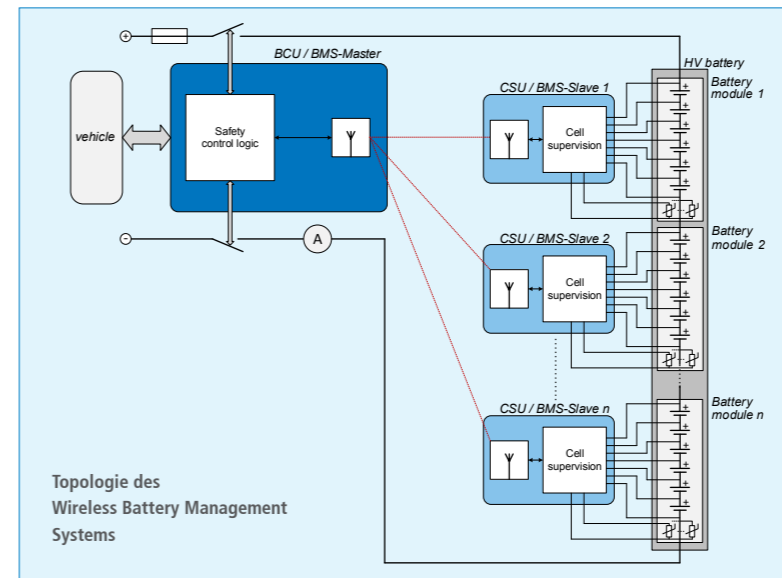 +
BCU / BMS-Master
HV battery
vehicle
Safety
control logic
CSU / BMS-Slave 1
Cell
supervision
Battery
module 1
-
A
CSU / BMS-Slave 2
Cell
supervision
Battery
module 2
CSU / BMS-Slave n
Cell
supervision
Battery
module n
Topologie des
Wireless Battery Management
Systems